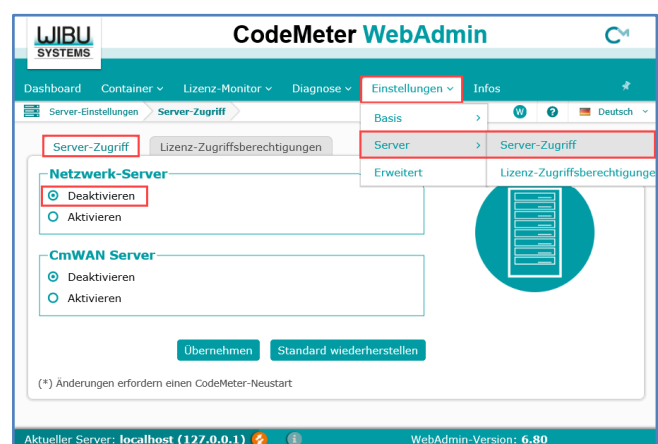 WIBU
SYSTEMS
CodeMeter WebAdmin
Dashboard Container Lizenz-Monitor Diagnose Einstellungen Infos
Server-Einstellungen Server-Zugriff
W ? Deutsch
Basis
Server
Erweitert
Server-Zugriff
Lizenz-Zugriffsberechtigunge
Server-Zugriff Lizenz-Zugriffsberechtigungen
Netzwerk-Server
Deaktivieren
Aktivieren
CmWAN Server
Deaktivieren
Aktivieren
Übernehmen Standard wiederherstellen
(*) Änderungen erfordern einen CodeMeter-Neustart
Aktueller Server: localhost (127.0.0.1) i WebAdmin-Version: 6.80